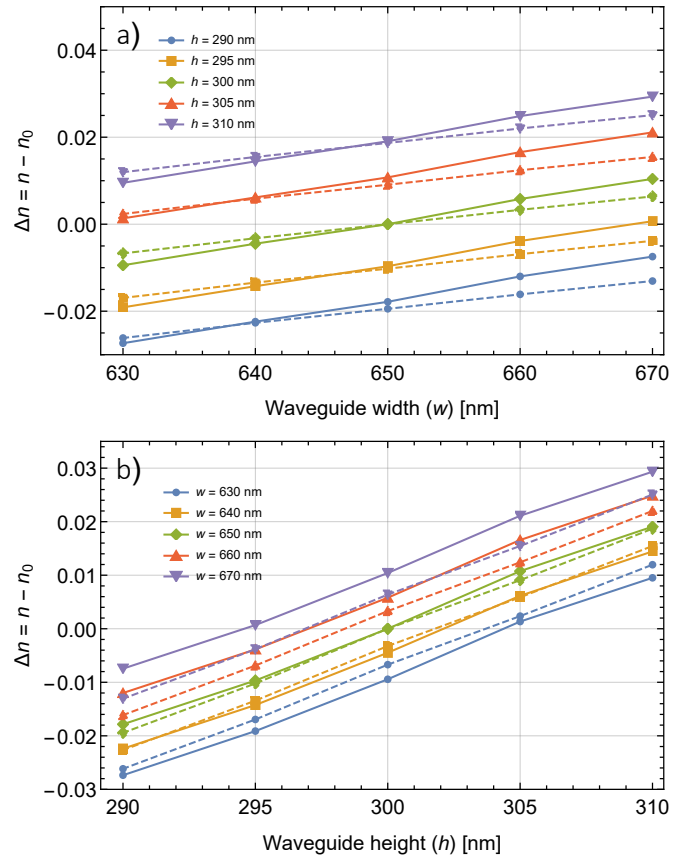 a)
h = 290 nm
h = 295 nm
h = 300 nm
h = 305 nm
h = 310 nm
0.04
0.02
0.00
−0.02
Δn = n − n₀
630 640 650 660 670
Waveguide width (w) [nm]
b)
w = 630 nm
w = 640 nm
w = 650 nm
w = 660 nm
w = 670 nm
0.03
0.02
0.01
0.00
−0.01
−0.02
−0.03
Δn = n − n₀
290 295 300 305 310
Waveguide height (h) [nm]